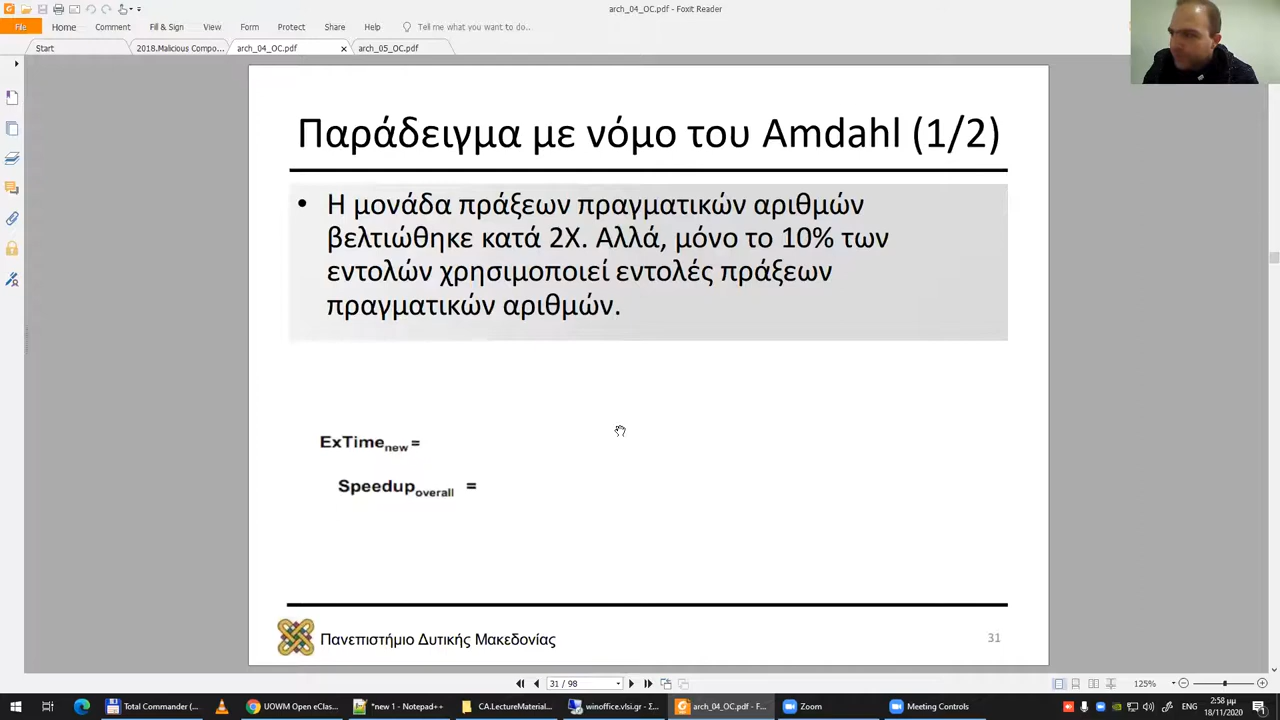 arch_04_OC.pdf - Foxit Reader
File Home Comment Fill & Sign View Form Protect Share Help Tell me what you want to do..
Start 2018.Malicious Compo... arch_04_OC.pdf arch_05_OC.pdf
Παράδειγμα με νόμο του Amdahl (1/2)
• Η μονάδα πράξεων πραγματικών αριθμών
βελτιώθηκε κατά 2Χ. Αλλά, μόνο το 10% των
εντολών χρησιμοποιεί εντολές πράξεων
πραγματικών αριθμών.
ExTimenew =
Speedupoverall =
Πανεπιστήμιο Δυτικής Μακεδονίας
31
31 / 98
125%
Total Commander (... UOWM Open eClass... *new 1 - Notepad++ CA.LectureMaterial... winoffice.vlsi.gr - Σ... arch_04_OC.pdf - F... Zoom Meeting Controls
ENG
2:58 μμ
18/11/2020